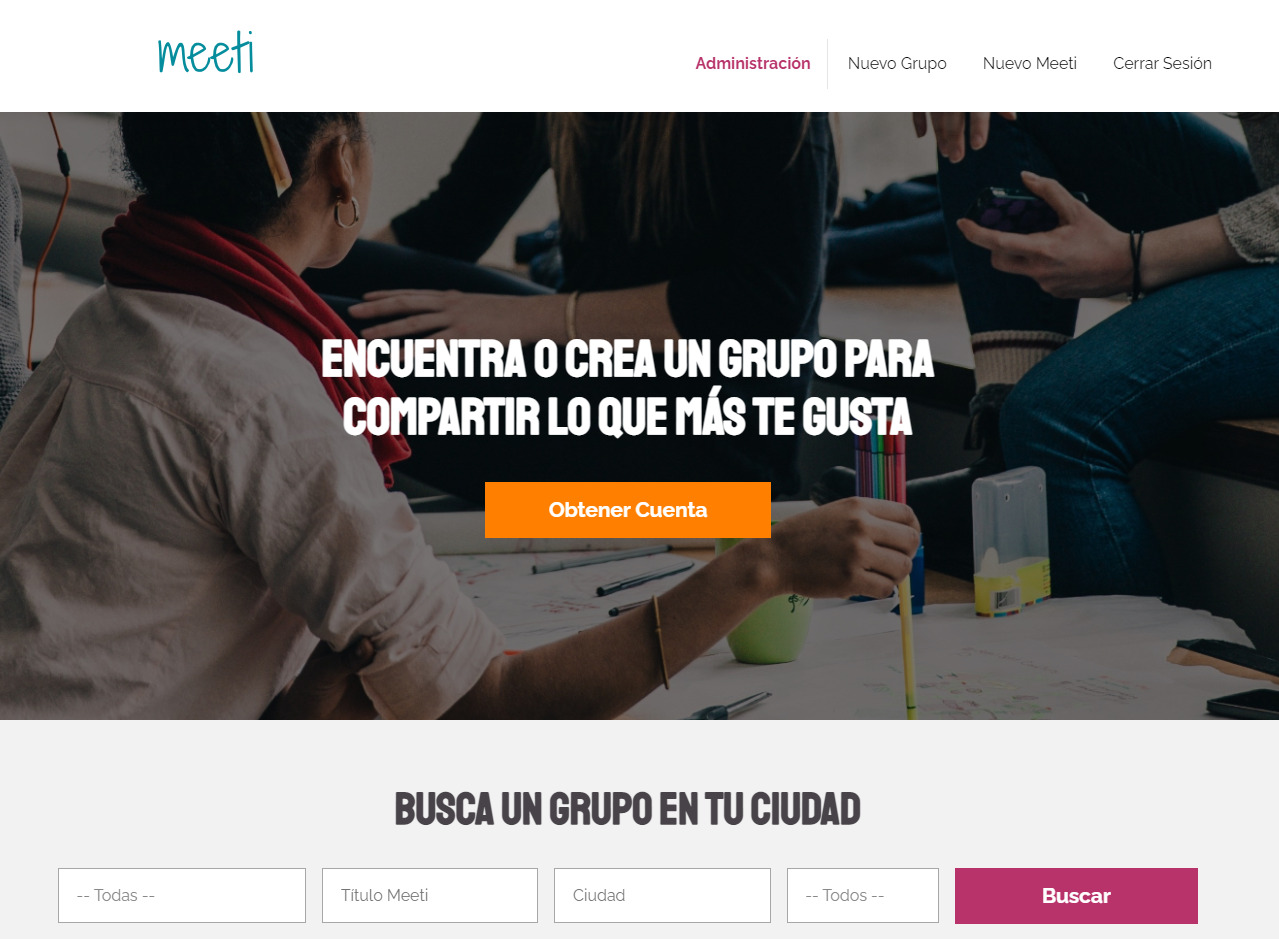 meeti
Administración
Nuevo Grupo
Nuevo Meeti
Cerrar Sesión
ENCUENTRA O CREA UN GRUPO PARA
COMPARTIR LO QUE MÁS TE GUSTA
Obtener Cuenta
BUSCA UN GRUPO EN TU CIUDAD
-- Todas --
Título Meeti
Ciudad
-- Todos --
Buscar